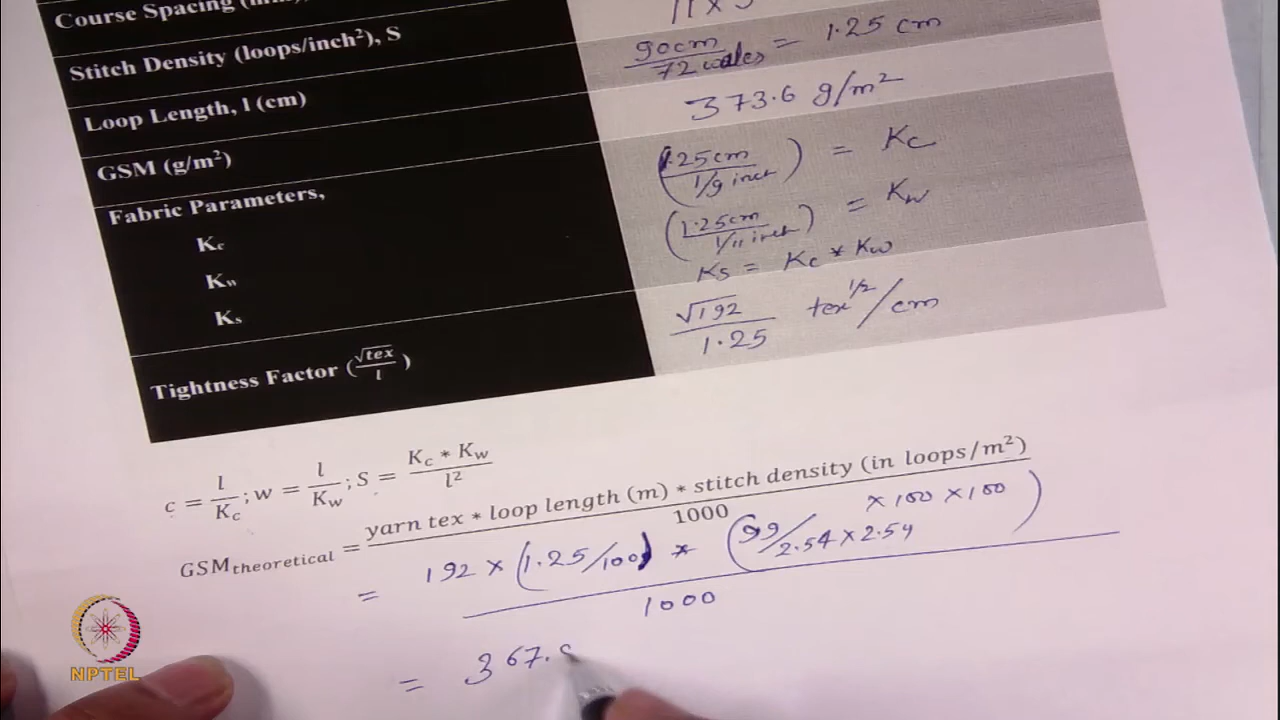 Course Spacing
11 x 9
Stitch Density (loops/inch²), S
90cm/72 wales = 1.25 cm
Loop Length, l (cm)
373.6 g/m²
GSM (g/m²)
(1.25cm / 1/9 inch) = Kc
Fabric Parameters,
Kc
(1.25cm / 1/11 inch) = Kw
Kw
Ks = Kc * Kw
Ks
√192 / 1.25 tex^1/2/cm
Tightness Factor (√tex/l)
c = l/Kc ; w = l/Kw ; S = Kc * Kw / l²
GSMtheoretical = yarn tex * loop length (m) * stitch density (in loops/m²) / 1000
= 192 × (1.25/100) * (99/2.54 × 2.54 × 100 × 100) / 1000
= 367.
NPTEL